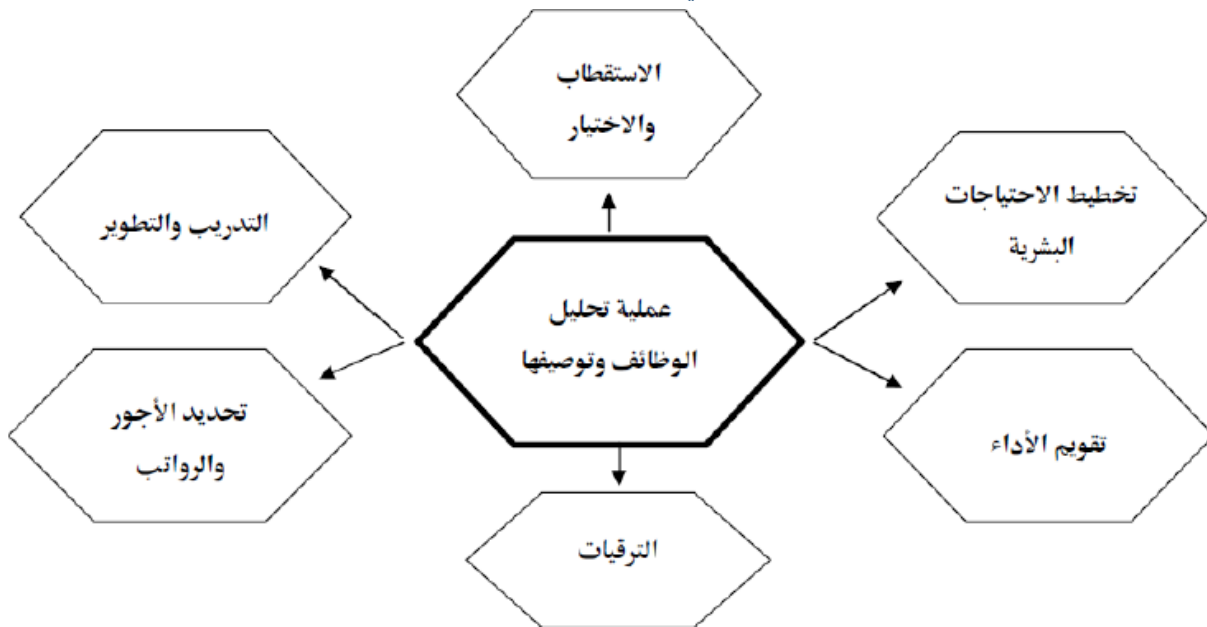 الاستقطاب
والاختيار
تخطيط الاحتياجات
البشرية
التدريب والتطوير
عملية تحليل
الوظائف وتوصيفها
تحديد الأجور
والرواتب
تقويم الأداء
الترقيات